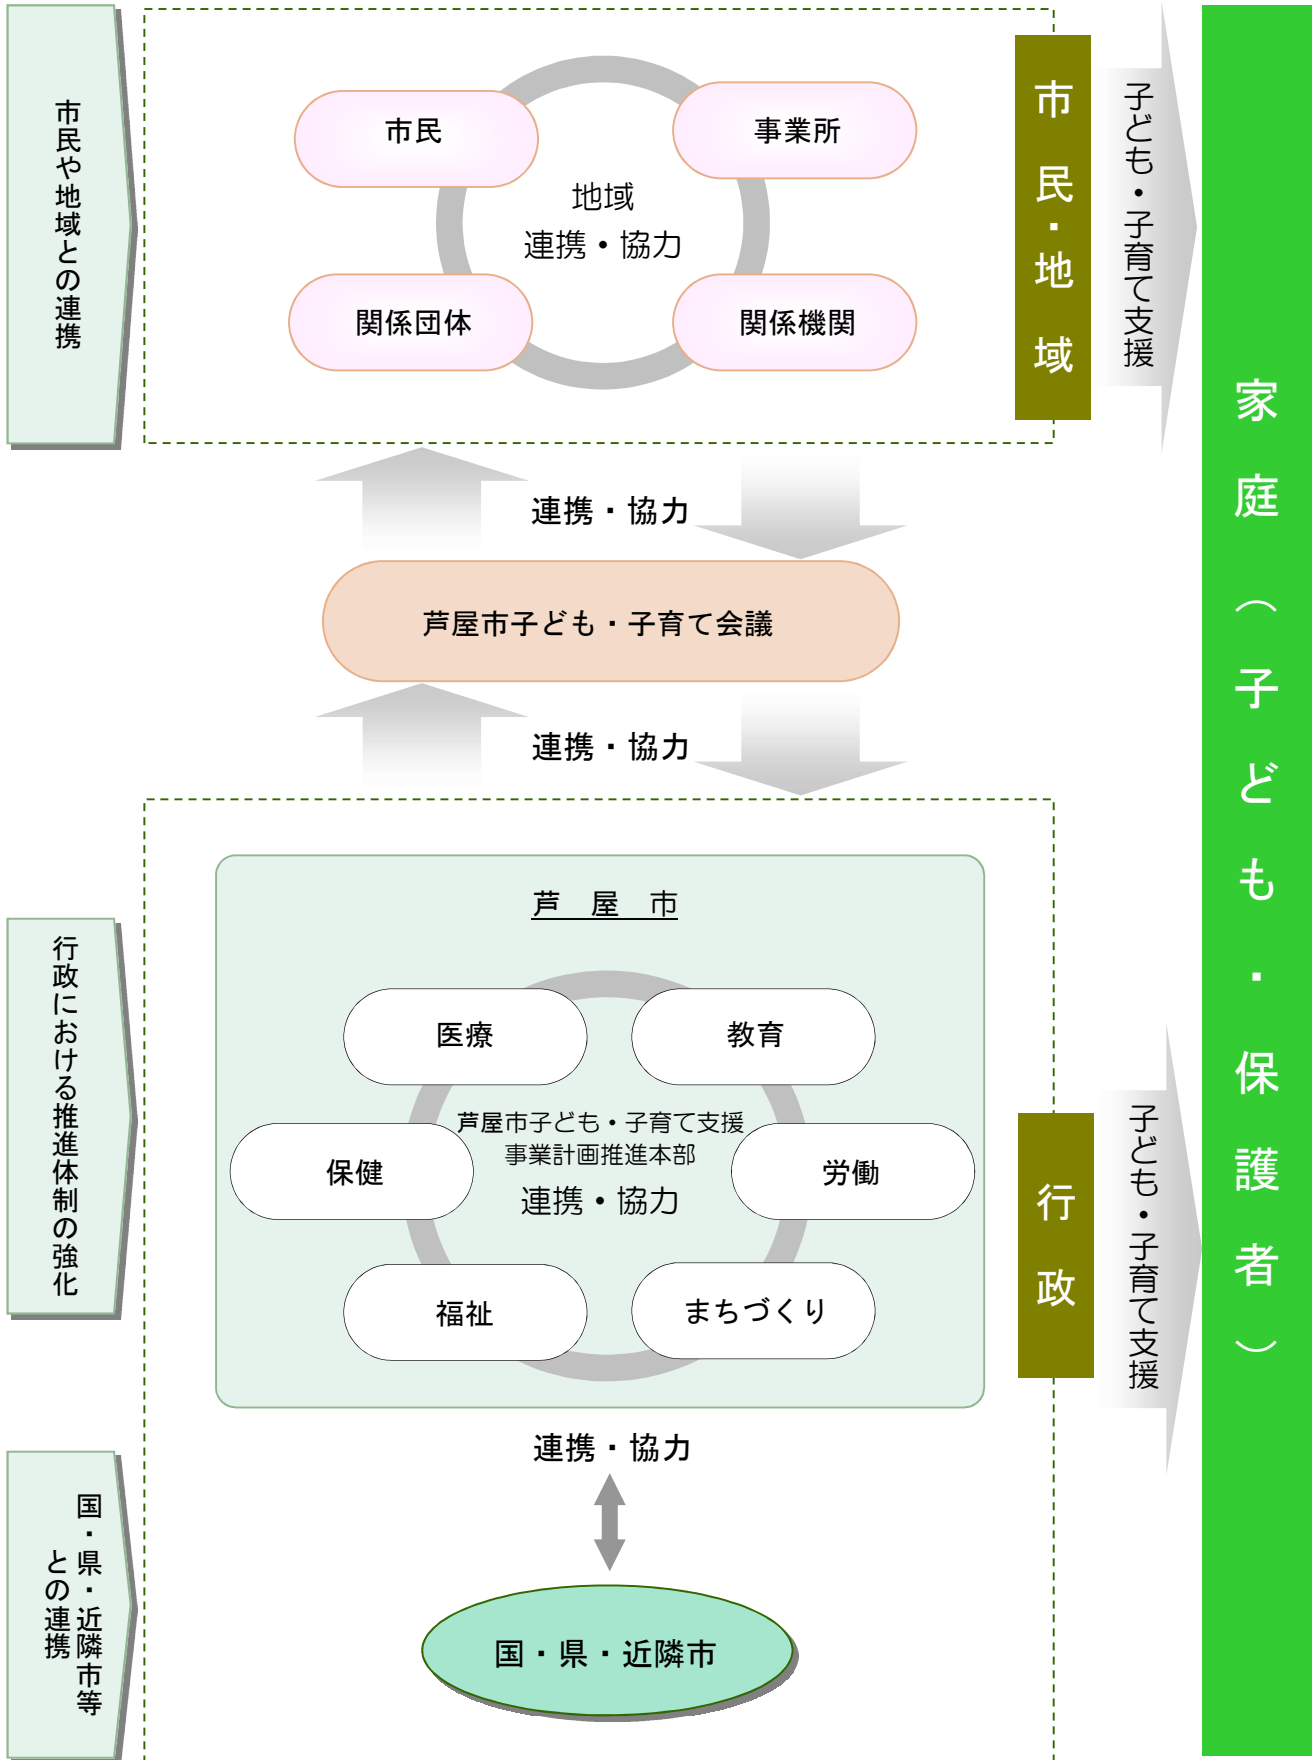 市民や地域との連携
市民
事業所
地域
連携・協力
関係団体
関係機関
市民・地域
子ども・子育て支援
連携・協力
芦屋市子ども・子育て会議
連携・協力
行政における推進体制の強化
芦　屋　市
医療
教育
芦屋市子ども・子育て支援
事業計画推進本部
連携・協力
保健
労働
福祉
まちづくり
行政
子ども・子育て支援
連携・協力
国・県・近隣市等
との連携
国・県・近隣市
家庭（子ども・保護者）